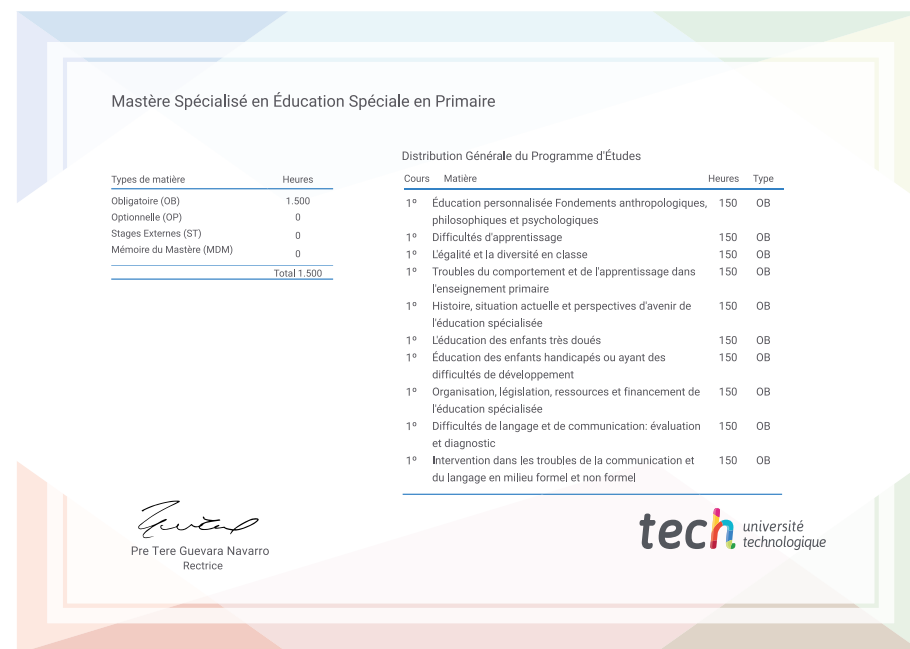 Mastère Spécialisé en Éducation Spéciale en Primaire
Types de matière Heures
Obligatoire (OB) 1.500
Optionnelle (OP) 0
Stages Externes (ST) 0
Mémoire du Mastère (MDM) 0
Total 1.500
Distribution Générale du Programme d'Études
Cours Matière Heures Type
1º Éducation personnalisée Fondements anthropologiques, 150 OB
philosophiques et psychologiques
1º Difficultés d'apprentissage 150 OB
1º L'égalité et la diversité en classe 150 OB
1º Troubles du comportement et de l'apprentissage dans 150 OB
l'enseignement primaire
1º Histoire, situation actuelle et perspectives d'avenir de 150 OB
l'éducation spécialisée
1º L'éducation des enfants très doués 150 OB
1º Éducation des enfants handicapés ou ayant des 150 OB
difficultés de développement
1º Organisation, législation, ressources et financement de 150 OB
l'éducation spécialisée
1º Difficultés de langage et de communication: évaluation 150 OB
et diagnostic
1º Intervention dans les troubles de la communication et 150 OB
du langage en milieu formel et non formel
Pre Tere Guevara Navarro
Rectrice
tech université
technologique